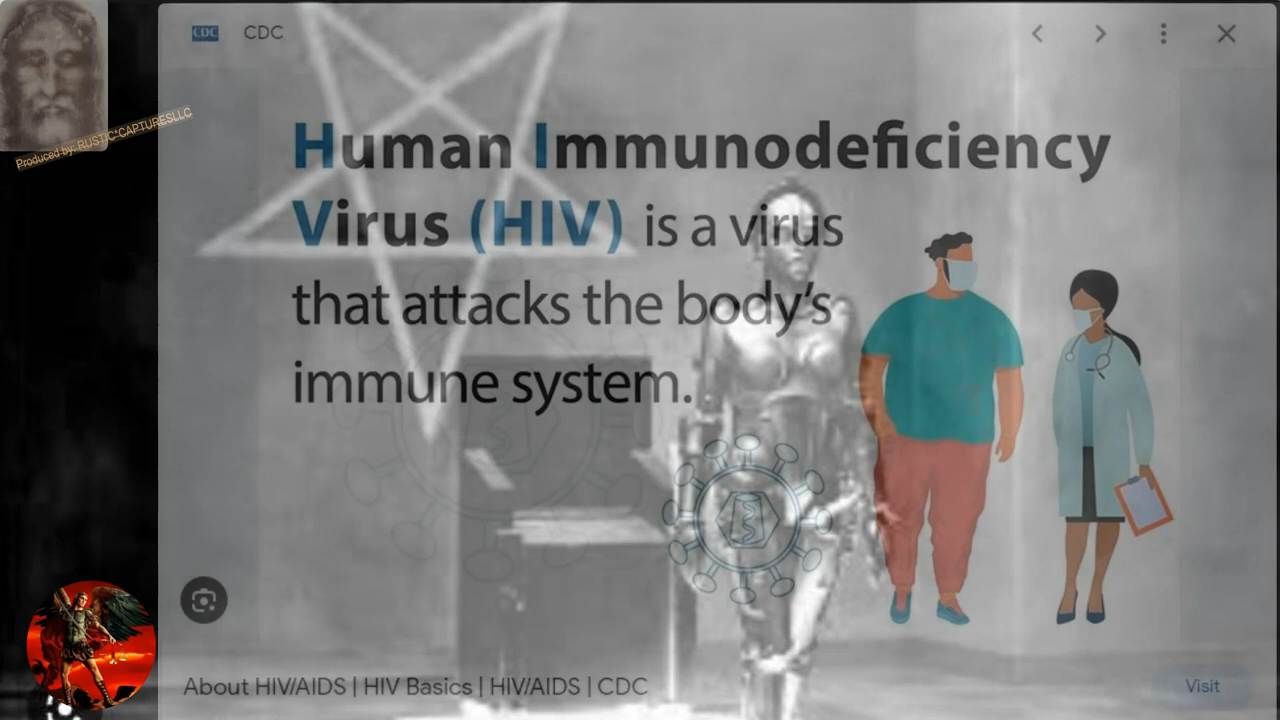 CDC CDC
Produced by: RUSTIC*CAPTURESLLC
Human Immunodeficiency
Virus (HIV) is a virus
that attacks the body's
immune system.
About HIV/AIDS | HIV Basics | HIV/AIDS | CDC
Visit